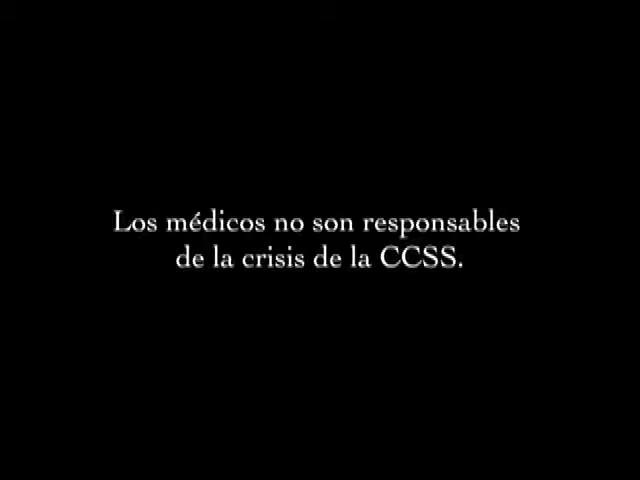 Los médicos no son responsables
de la crisis de la CCSS.